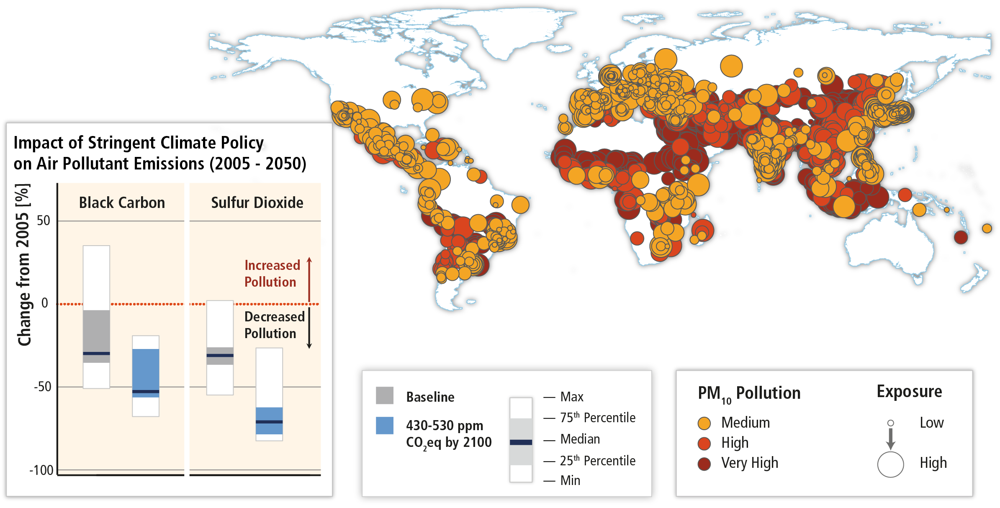 Impact of Stringent Climate Policy
on Air Pollutant Emissions (2005 - 2050)
Change from 2005 [%]
Black Carbon
Sulfur Dioxide
50
0
-50
-100
Increased
Pollution
Decreased
Pollution
Baseline
430-530 ppm
CO₂eq by 2100
— Max
— 75ᵗʰ Percentile
— Median
— 25ᵗʰ Percentile
— Min
PM₁₀ Pollution
Medium
High
Very High
Exposure
Low
High